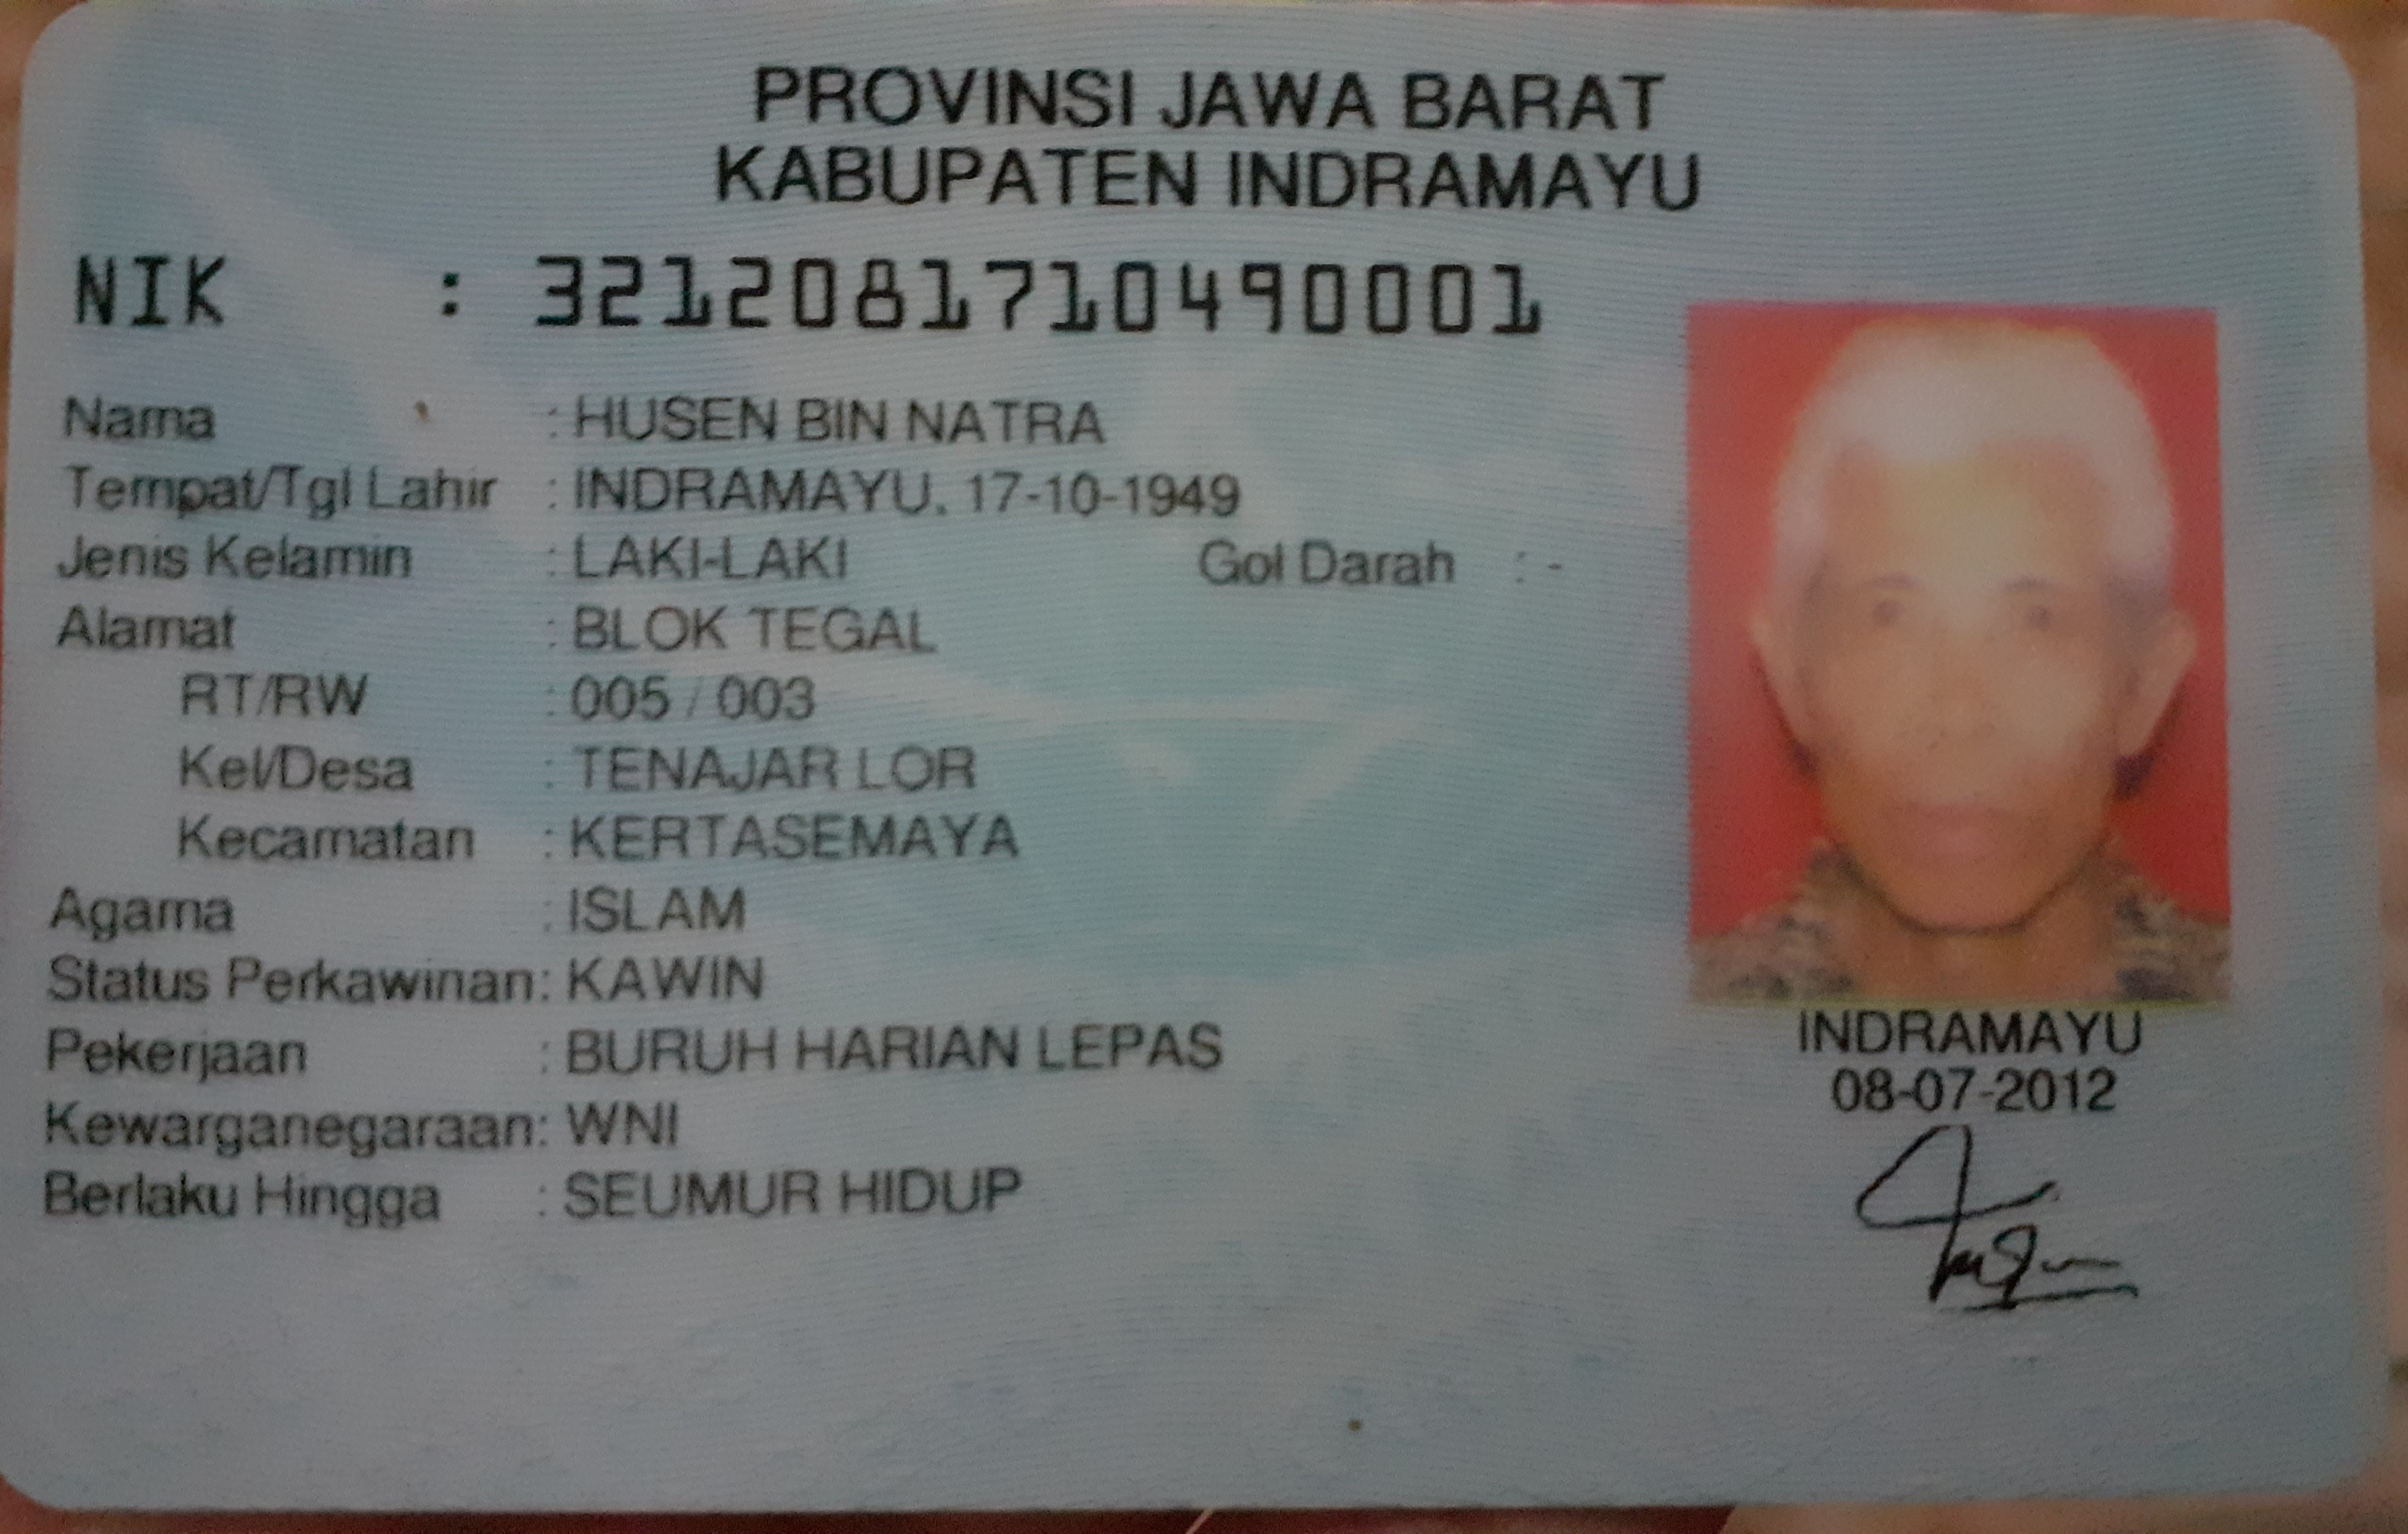 PROVINSI JAWA BARAT
KABUPATEN INDRAMAYU
NIK : 3212081710490001
Nama : HUSEN BIN NATRA
Tempat/Tgl Lahir : INDRAMAYU, 17-10-1949
Jenis Kelamin : LAKI-LAKI Gol Darah : -
Alamat : BLOK TEGAL
RT/RW : 005 / 003
Kel/Desa : TENAJAR LOR
Kecamatan : KERTASEMAYA
Agama : ISLAM
Status Perkawinan: KAWIN
Pekerjaan : BURUH HARIAN LEPAS
Kewarganegaraan: WNI
Berlaku Hingga : SEUMUR HIDUP
INDRAMAYU
08-07-2012